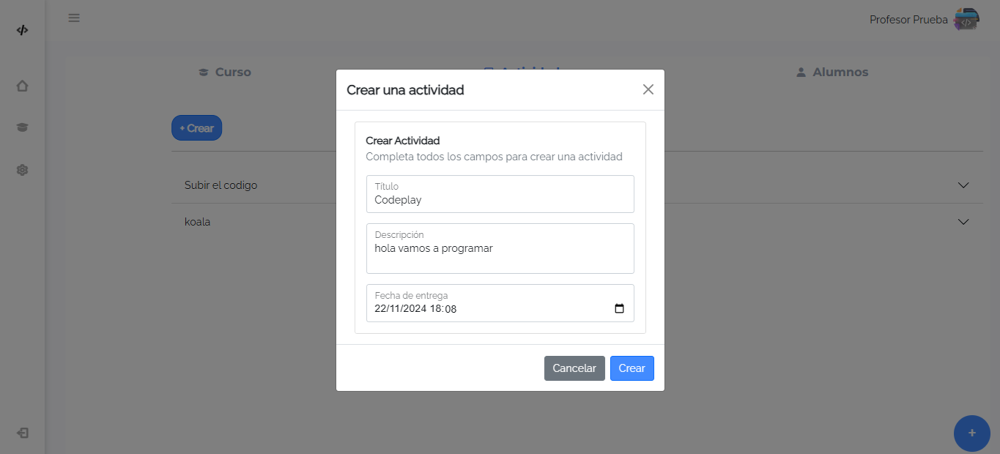 </>
Profesor Prueba
Curso
Alumnos
+ Crear
Subir el codigo
koala
Crear una actividad
Crear Actividad
Completa todos los campos para crear una actividad
Título
Codeplay
Descripción
hola vamos a programar
Fecha de entrega
22/11/2024 18:08
Cancelar
Crear
+